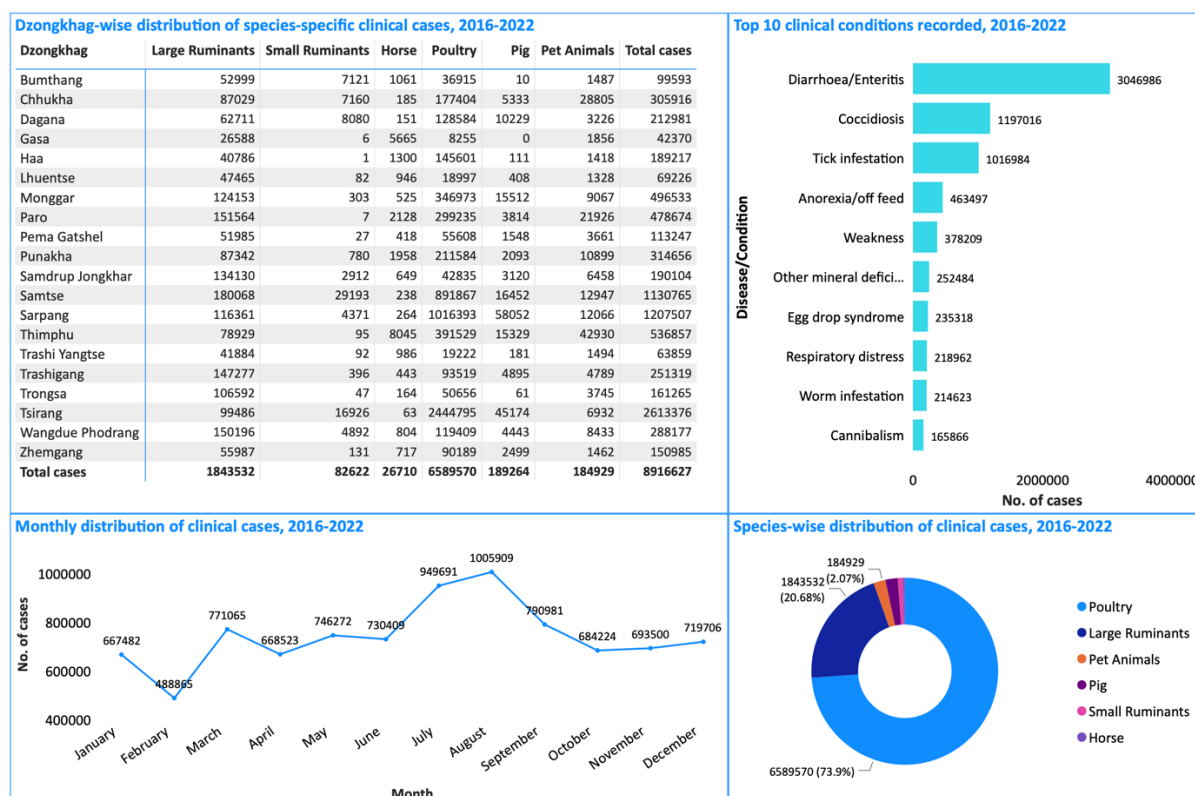 Dzongkhag-wise distribution of species-specific clinical cases, 2016-2022
Dzongkhag Large Ruminants Small Ruminants Horse Poultry Pig Pet Animals Total cases
Bumthang 52999 7121 1061 36915 10 1487 99593
Chhukha 87029 7160 185 177404 5333 28805 305916
Dagana 62711 8080 151 128584 10229 3226 212981
Gasa 26588 6 5665 8255 0 1856 42370
Haa 40786 1 1300 145601 111 1418 189217
Lhuentse 47465 82 946 18997 408 1328 69226
Monggar 124153 303 525 346973 15512 9067 496533
Paro 151564 7 2128 299235 3814 21926 478674
Pema Gatshel 51985 27 418 55608 1548 3661 113247
Punakha 87342 780 1958 211584 2093 10899 314656
Samdrup Jongkhar 134130 2912 649 42835 3120 6458 190104
Samtse 180068 29193 238 891867 16452 12947 1130765
Sarpang 116361 4371 264 1016393 58052 12066 1207507
Thimphu 78929 95 8045 391529 15329 42930 536857
Trashi Yangtse 41884 92 986 19222 181 1494 63859
Trashigang 147277 396 443 93519 4895 4789 251319
Trongsa 106592 47 164 50656 61 3745 161265
Tsirang 99486 16926 63 2444795 45174 6932 2613376
Wangdue Phodrang 150196 4892 804 119409 4443 8433 288177
Zhemgang 55987 131 717 90189 2499 1462 150985
Total cases 1843532 82622 26710 6589570 189264 184929 8916627
Top 10 clinical conditions recorded, 2016-2022
Disease/Condition
Diarrhoea/Enteritis 3046986
Coccidiosis 1197016
Tick infestation 1016984
Anorexia/off feed 463497
Weakness 378209
Other mineral defici... 252484
Egg drop syndrome 235318
Respiratory distress 218962
Worm infestation 214623
Cannibalism 165866
0 2000000 4000000
No. of cases
Monthly distribution of clinical cases, 2016-2022
No. of cases
1000000
800000
600000
400000
667482
488865
771065
668523
746272
730409
949691
1005909
790981
684224
693500
719706
January February March April May June July August September October November December
Month
Species-wise distribution of clinical cases, 2016-2022
184929
(2.07%)
1843532
(20.68%)
6589570 (73.9%)
Poultry
Large Ruminants
Pet Animals
Pig
Small Ruminants
Horse